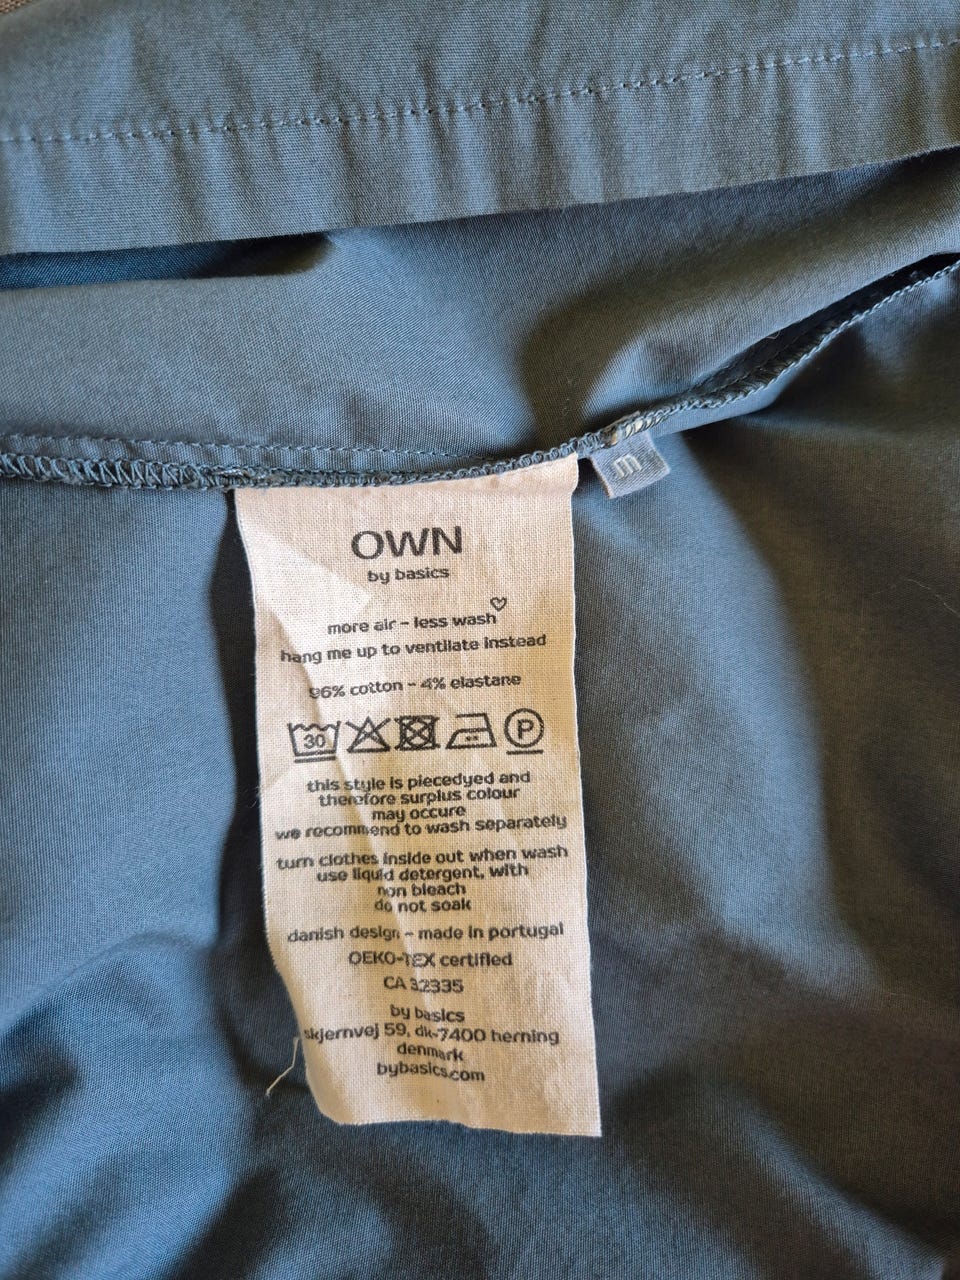 m
OWN
by basics
more air - less wash
hang me up to ventilate instead
96% cotton - 4% elastane
30 P
this style is piecedyed and
therefore surplus colour
may occure
we recommend to wash separately
turn clothes inside out when wash
use liquid detergent, with
non bleach
do not soak
danish design - made in portugal
OEKO-TEX certified
CA 32335
by basics
skjernvej 59, dk-7400 herning
denmark
bybasics.com